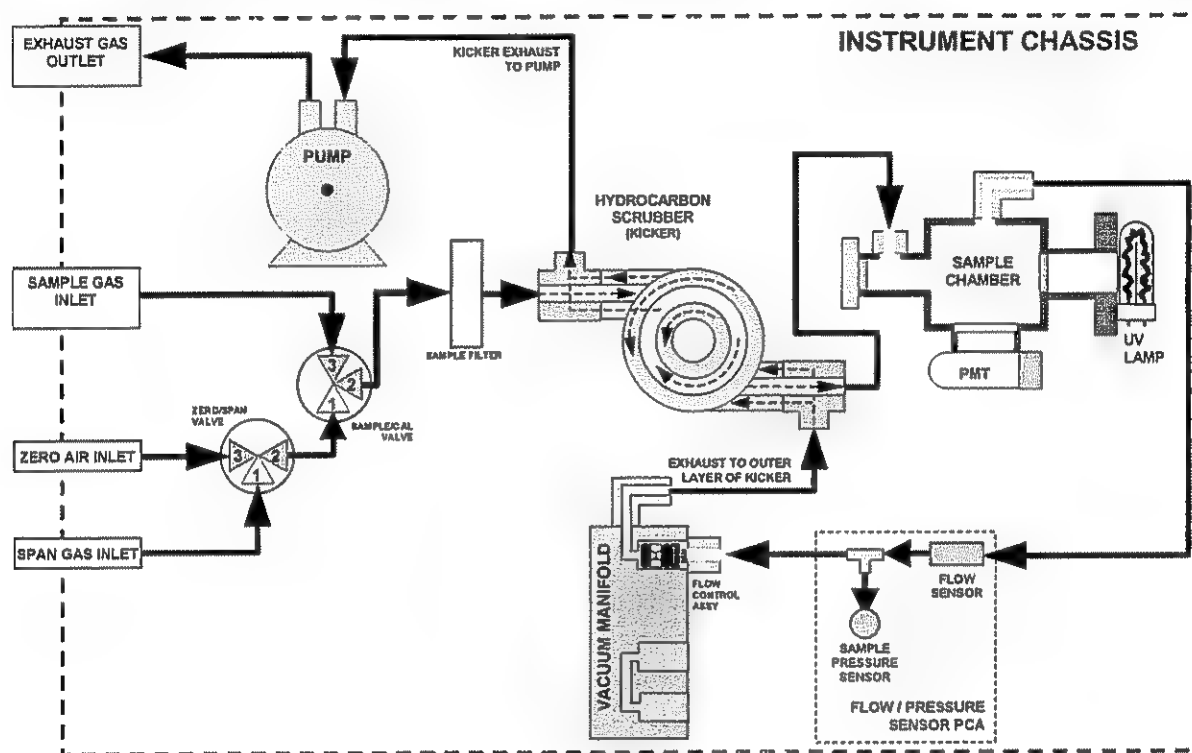 EXHAUST GAS
OUTLET
KICKER EXHAUST
TO PUMP
INSTRUMENT CHASSIS
PUMP
HYDROCARBON
SCRUBBER
(KICKER)
SAMPLE GAS
INLET
SAMPLE
CHAMBER
SAMPLE FILTER
UV
LAMP
PMT
3
2
1
ZERO/SPAN
VALVE
SAMPLE/CAL
VALVE
ZERO AIR INLET
3
2
1
EXHAUST TO OUTER
LAYER OF KICKER
SPAN GAS INLET
VACUUM MANIFOLD
FLOW
CONTROL
ASSY
FLOW
SENSOR
SAMPLE
PRESSURE
SENSOR
FLOW / PRESSURE
SENSOR PCA